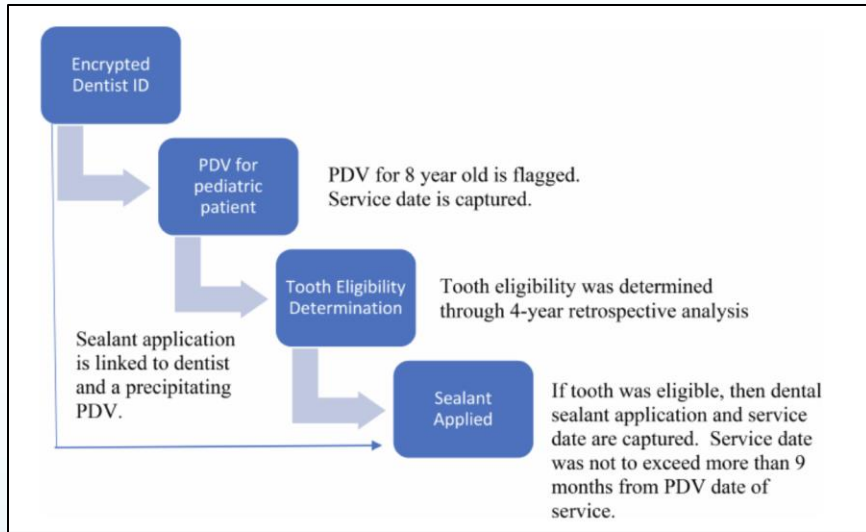 Encrypted
Dentist ID
PDV for
pediatric
patient
PDV for 8 year old is flagged.
Service date is captured.
Tooth Eligibility
Determination
Tooth eligibility was determined
through 4-year retrospective analysis
Sealant application
is linked to dentist
and a precipitating
PDV.
Sealant
Applied
If tooth was eligible, then dental
sealant application and service
date are captured. Service date
was not to exceed more than 9
months from PDV date of
service.